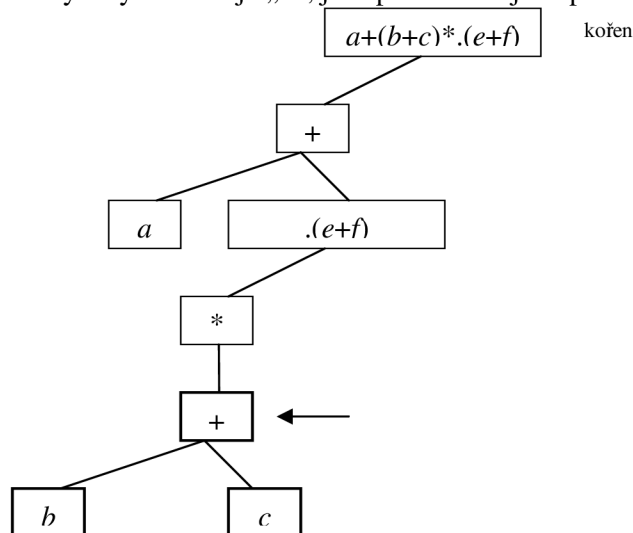 a+(b+c)*.(e+f)
kořen
+
a
.(e+f)
*
+
b
c